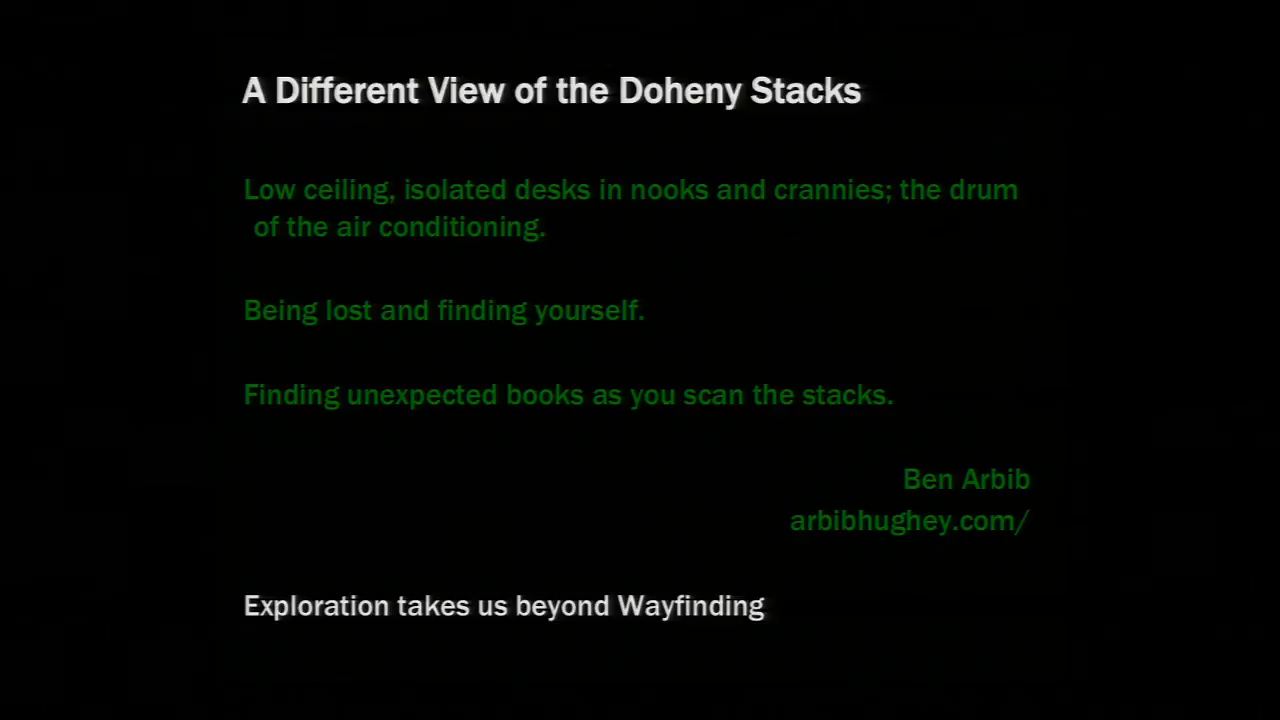 A Different View of the Doheny Stacks
Low ceiling, isolated desks in nooks and crannies; the drum
of the air conditioning.
Being lost and finding yourself.
Finding unexpected books as you scan the stacks.
Ben Arbib
arbibhughey.com/
Exploration takes us beyond Wayfinding